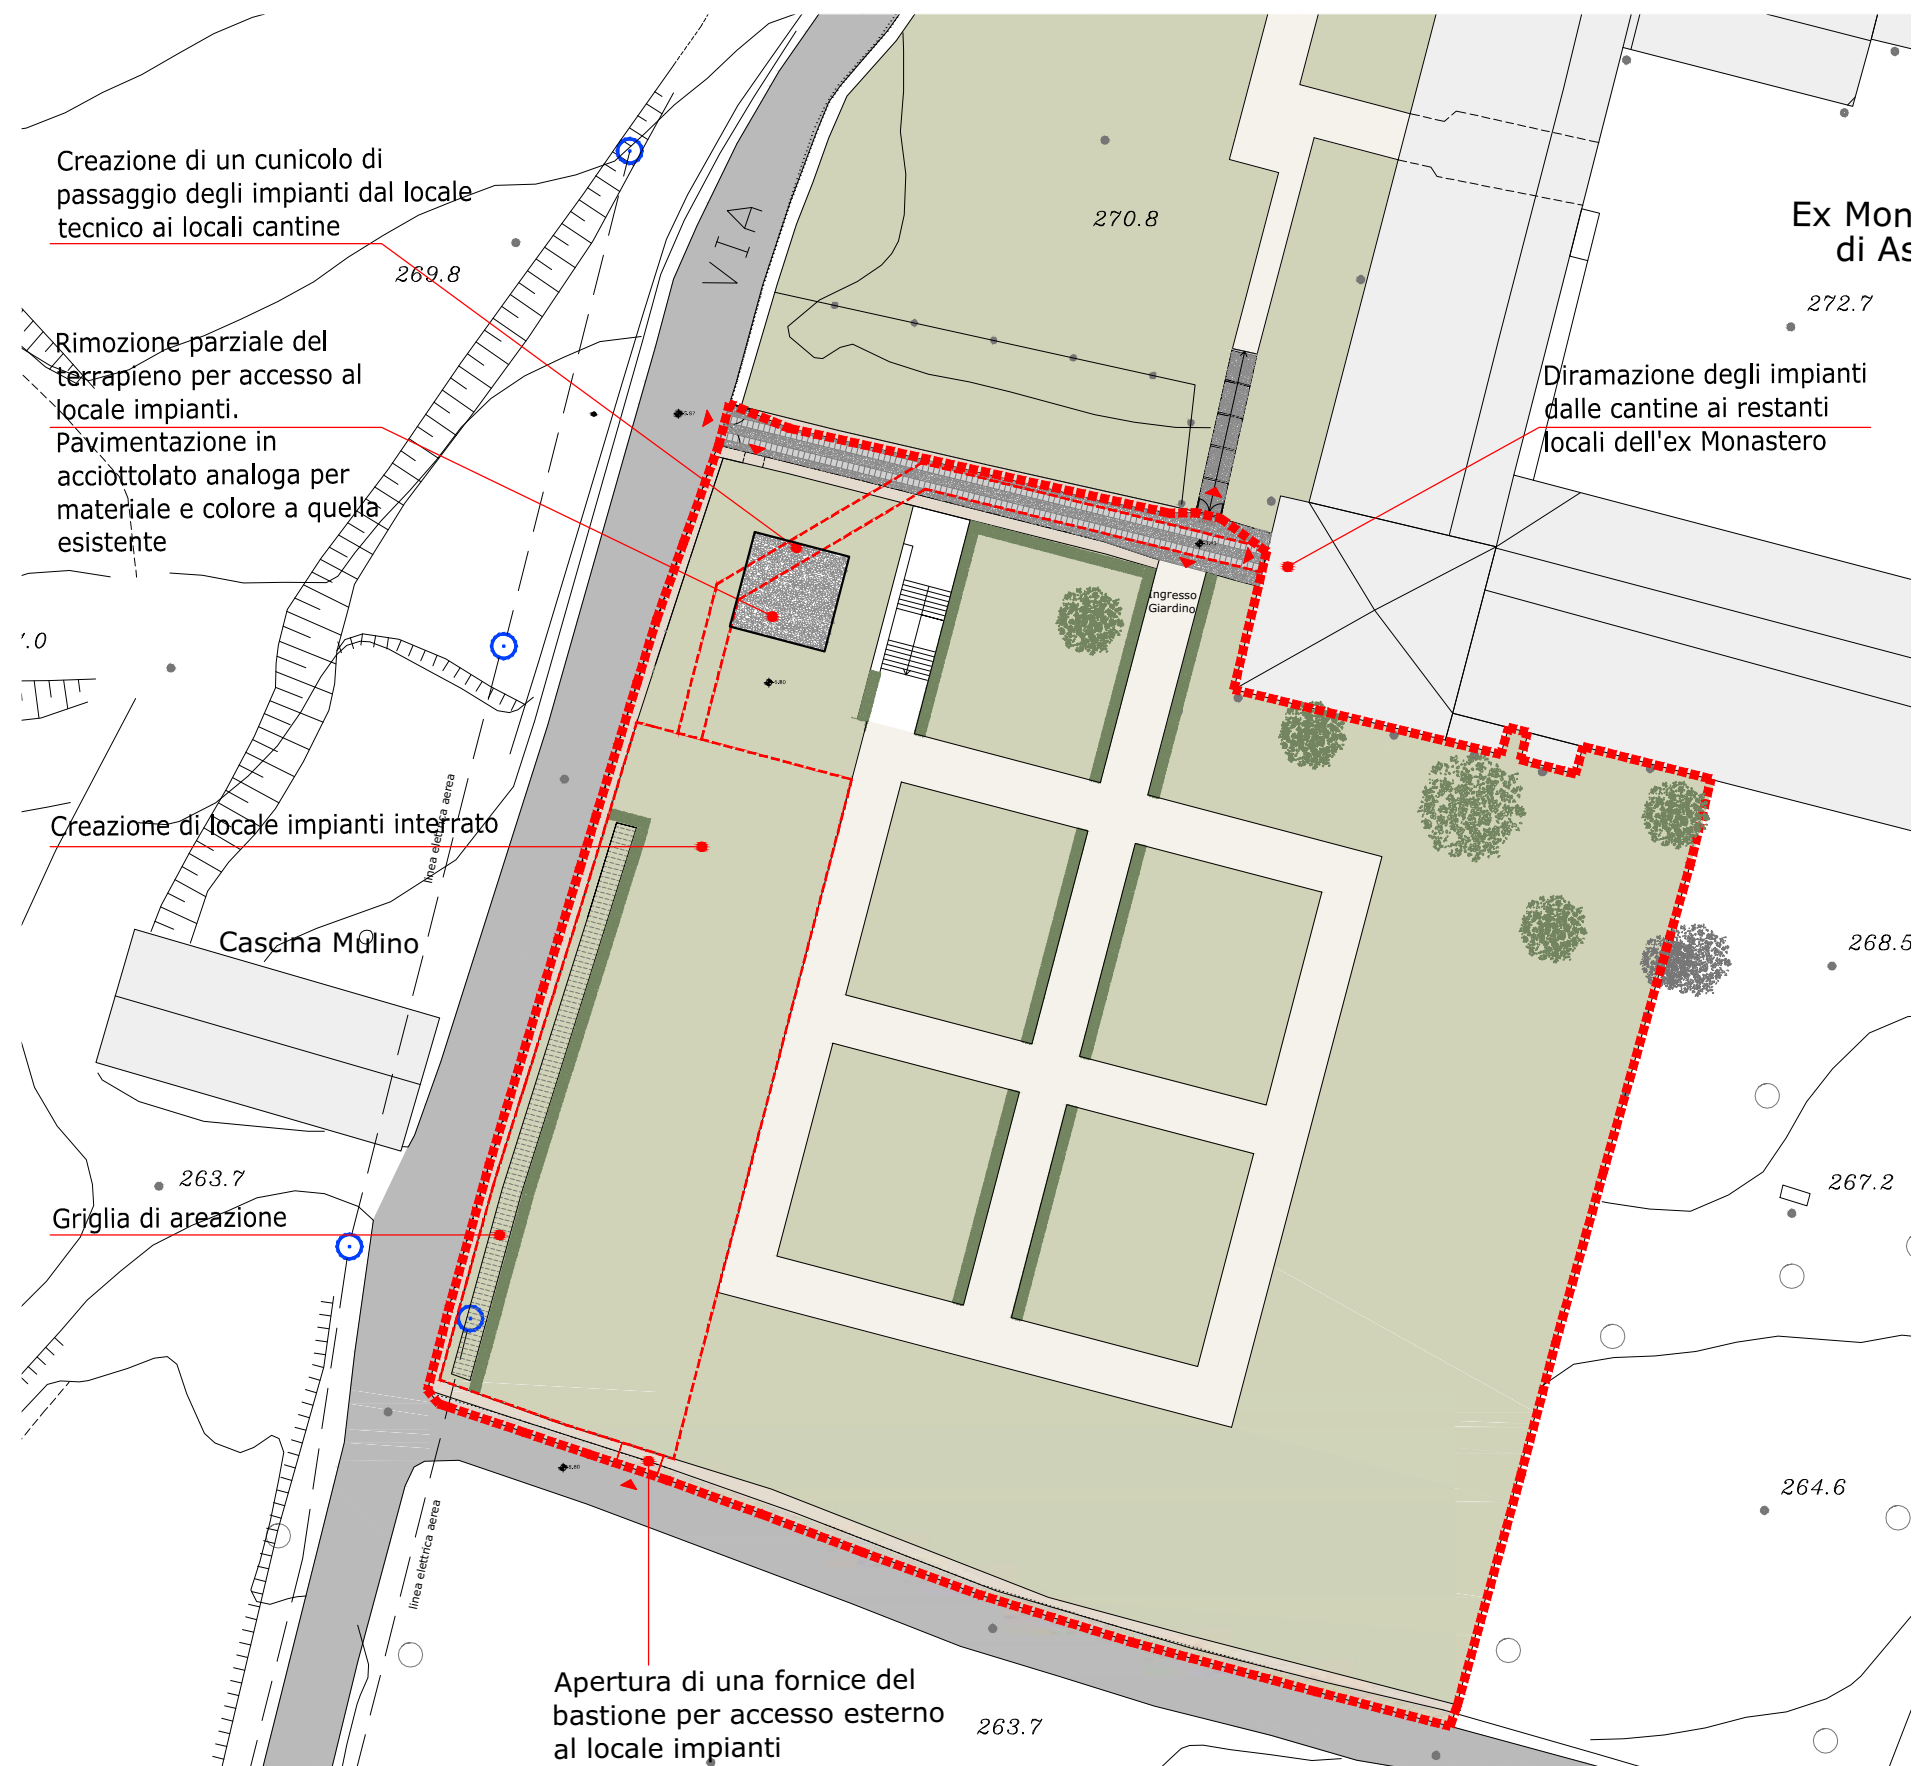 Creazione di un cunicolo di
passaggio degli impianti dal locale
tecnico ai locali cantine
269.8
VIA
270.8
Ex Mon
di As
272.7
Rimozione parziale del
terrapieno per accesso al
locale impianti.
Pavimentazione in
acciottolato analoga per
materiale e colore a quella
esistente
Diramazione degli impianti
dalle cantine ai restanti
locali dell'ex Monastero
Ingresso
Giardino
.0
linea elettrica aerea
Creazione di locale impianti interrato
Cascina Mulino
268.5
263.7
267.2
Griglia di areazione
264.6
linea elettrica aerea
Apertura di una fornice del
bastione per accesso esterno
al locale impianti
263.7